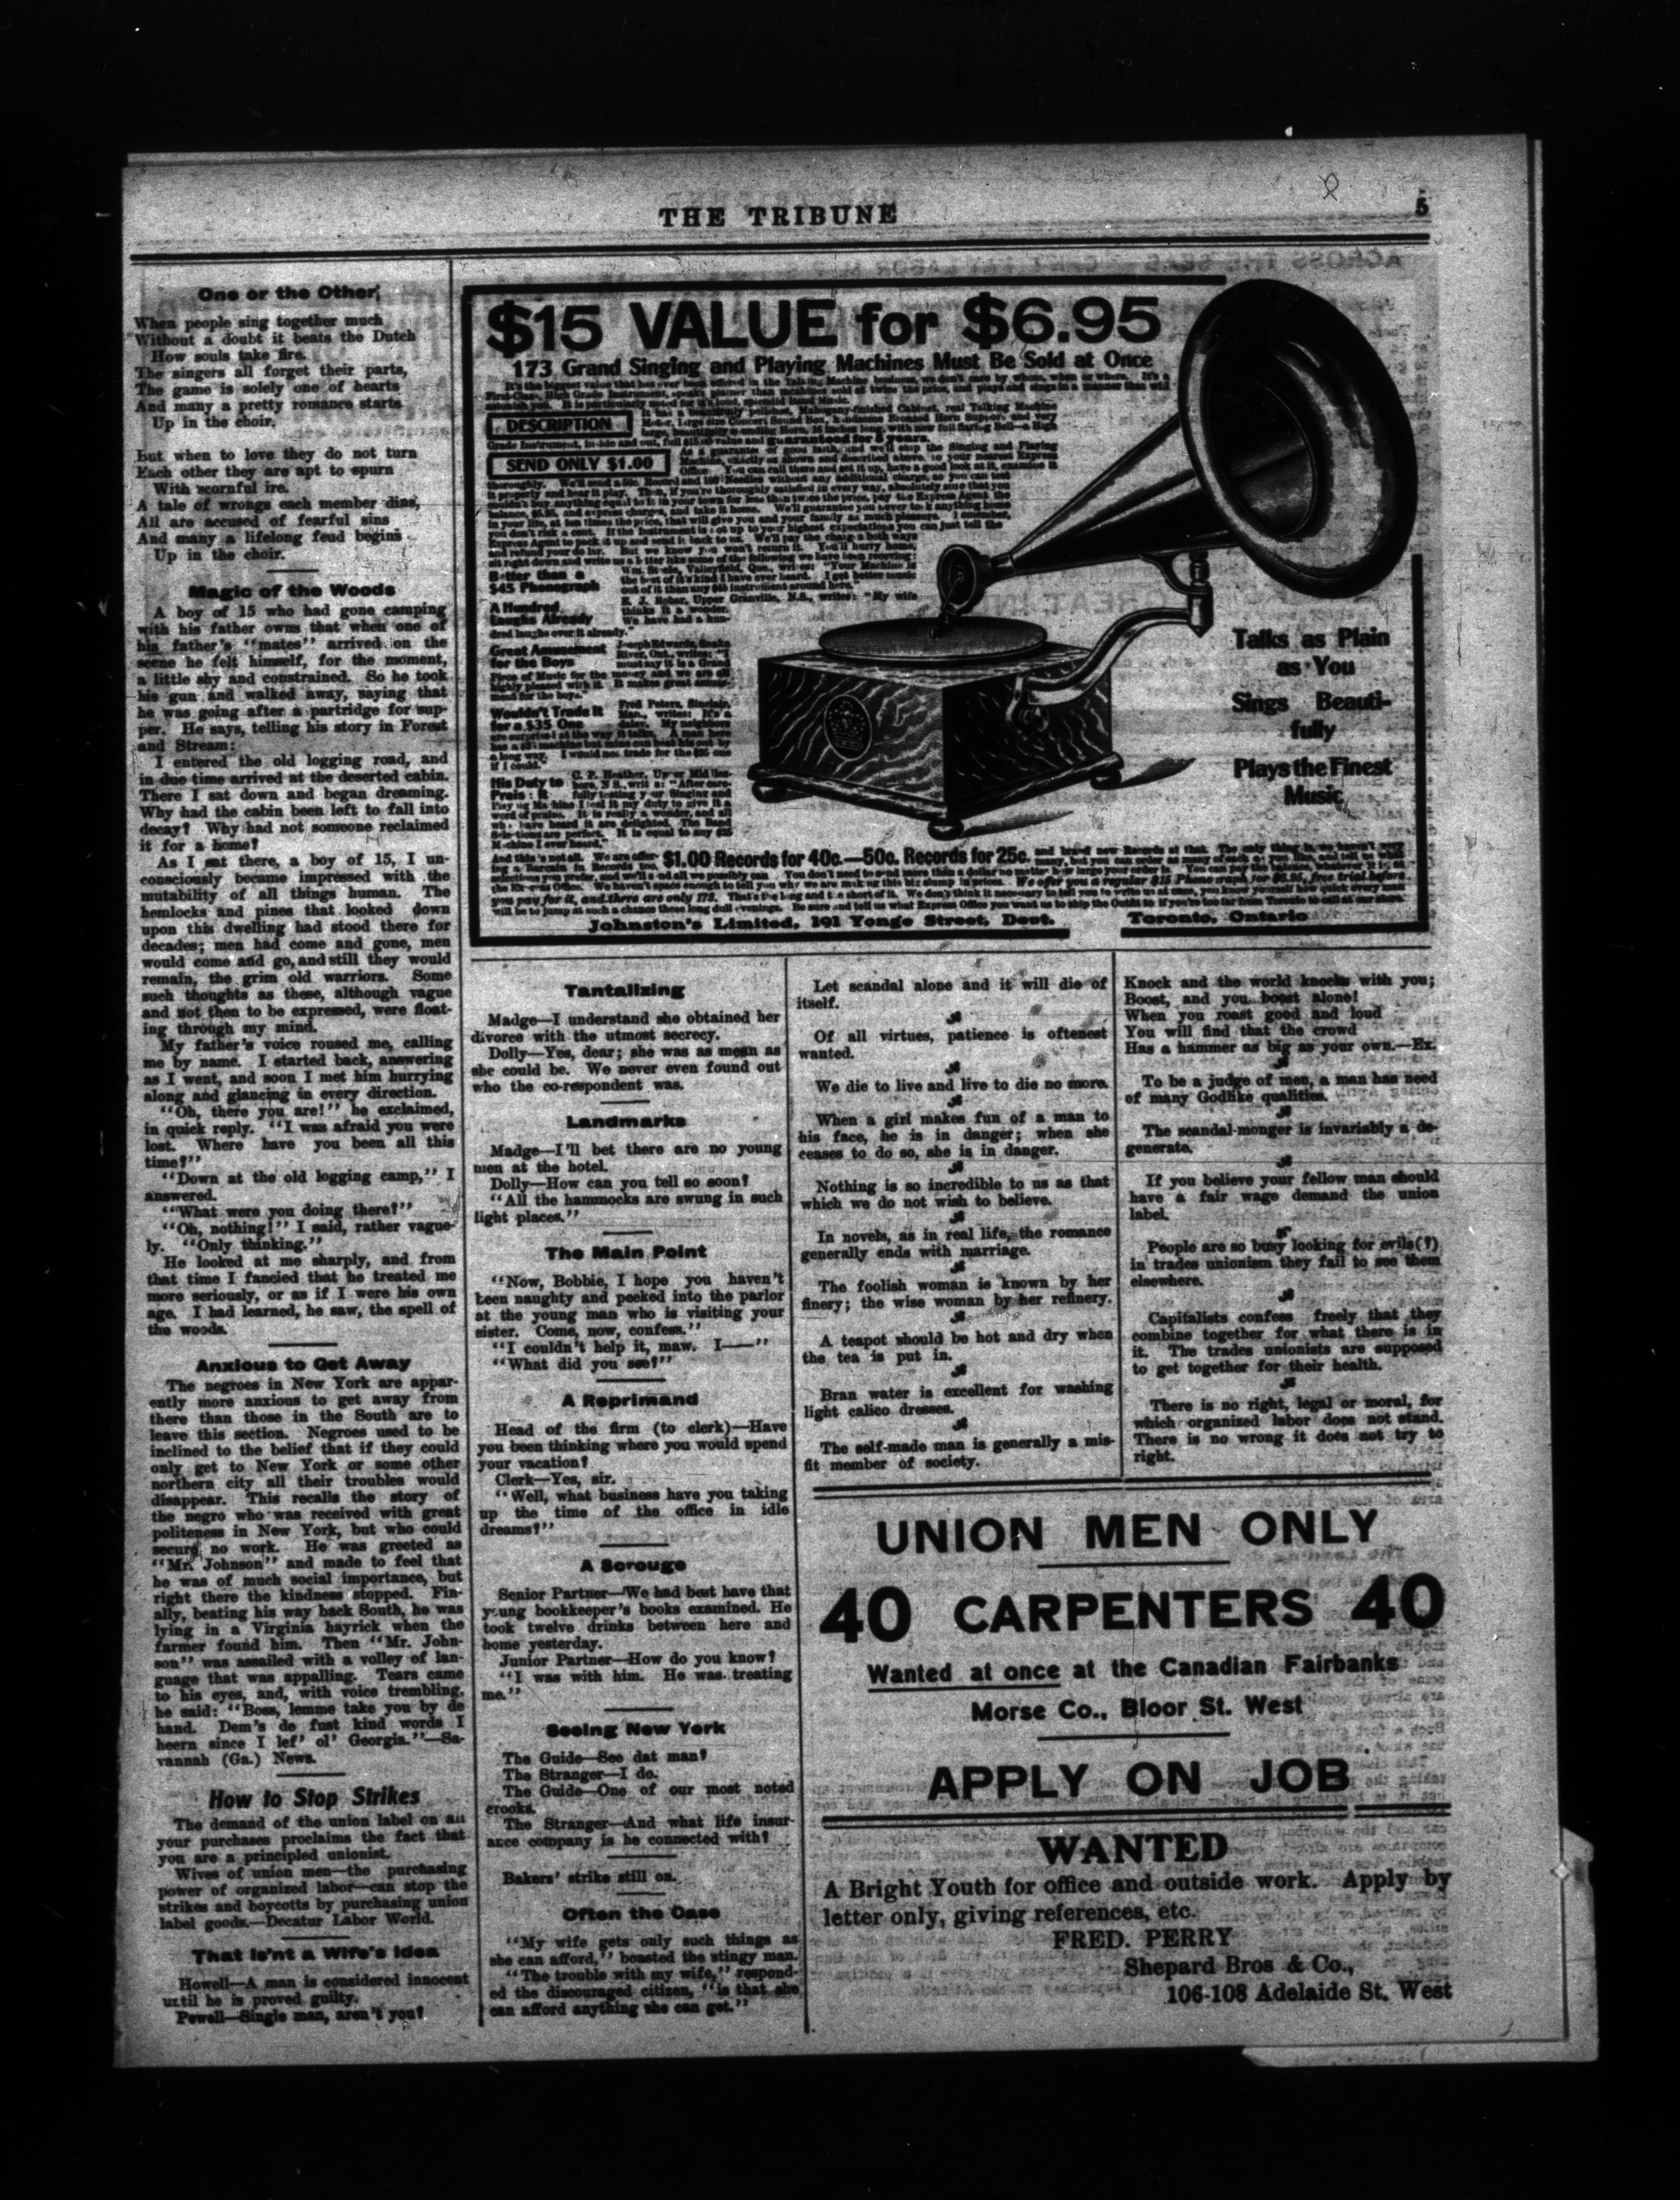 THE TRIBUNE
5
One or the Other,
When people sing together much
Without a doubt it beats the Dutch
How souls take fire.
The singers all forget their parts,
The game is solely one of hearts
And many a pretty romance starts
Up in the choir.
But when to love they do not turn
Each other they are apt to spurn
With scornful ire.
A tale of wrongs each member dins,
All are accused of fearful sins
And many a lifelong feud begins
Up in the choir.
Magic of the Woods
A boy of 15 who had gone camping
with his father owns that when one of
his father's "mates" arrived on the
scene he felt himself, for the moment,
a little shy and constrained. So he took
his gun and walked away, saying that
he was going after a partridge for sup-
per. He says, telling his story in Forest
and Stream:
I entered the old logging road, and
in due time arrived at the deserted cabin.
There I sat down and began dreaming.
Why had the cabin been left to fall into
decay? Why had not someone reclaimed
it for a home?
As I sat there, a boy of 15, I un-
consciously became impressed with the
mutability of all things human. The
hemlocks and pines that looked down
upon this dwelling had stood there for
decades; men had come and gone, men
would come and go, and still they would
remain, the grim old warriors. Some
such thoughts as these, although vague
and not then to be expressed, were float-
ing through my mind.
My father's voice roused me, calling
me by name. I started back, answering
as I went, and soon I met him hurrying
along and glancing in every direction.
"Oh, there you are!" he exclaimed,
in quick reply. "I was afraid you were
lost. Where have you been all this
time?"
"Down at the old logging camp," I
answered.
"What were you doing there?"
"Oh, nothing!" I said, rather vague-
ly. "Only thinking."
He looked at me sharply, and from
that time I fancied that he treated me
more seriously, or as if I were his own
age. I had learned, he saw, the spell of
the woods.
Anxious to Get Away
The negroes in New York are appar-
ently more anxious to get away from
there than those in the South are to
leave this section. Negroes used to be
inclined to the belief that if they could
only get to New York or some other
northern city all their troubles would
disappear. This recalls the story of
the negro who was received with great
politeness in New York, but who could
secure no work. He was greeted as
"Mr. Johnson" and made to feel that
he was of much social importance, but
right there the kindness stopped. Fin-
ally, beating his way back South, he was
lying in a Virginia hayrick when the
farmer found him. Then "Mr. John-
son" was assailed with a volley of lan-
guage that was appalling. Tears came
to his eyes, and, with voice trembling,
he said: "Boss, lemme take you by de
hand. Dem's de fust kind words I
heern since I lef' ol' Georgia."—Sa-
vannah (Ga.) News.
How to Stop Strikes
The demand of the union label on all
your purchases proclaims the fact that
you are a principled unionist.
Wives of union men—the purchasing
power of organized labor—can stop the
strikes and boycotts by purchasing union
label goods.—Decatur Labor World.
That Is'nt a Wife's Idea
Howell—A man is considered innocent
until he is proved guilty.
Powell—Single man, aren't you?
$15 VALUE for $6.95
173 Grand Singing and Playing Machines Must Be Sold at Once
DESCRIPTION
SEND ONLY $1.00
Better than a
$45 Phonograph
A Hundred
Laughs Already
Great Amusement
for the Boys
Wouldn't Trade It
for a $35 One
His Duty to
Praise It
Talks as Plain
as You
Sings Beauti-
fully
Plays the Finest
Music
$1.00 Records for 40c.—50c. Records for 25c.
Johnston's Limited, 191 Yonge Street, Dept. Toronto, Ontario
Tantalizing
Madge—I understand she obtained her
divorce with the utmost secrecy.
Dolly—Yes, dear; she was as mean as
she could be. We never even found out
who the co-respondent was.
Landmarks
Madge—I'll bet there are no young
men at the hotel.
Dolly—How can you tell so soon?
"All the hammocks are swung in such
light places."
The Main Point
"Now, Bobbie, I hope you haven't
been naughty and peeked into the parlor
at the young man who is visiting your
sister. Come, now, confess."
"I couldn't help it, maw. I——"
"What did you see?"
A Reprimand
Head of the firm (to clerk)—Have
you been thinking where you would spend
your vacation?
Clerk—Yes, sir.
"Well, what business have you taking
up the time of the office in idle
dreams?"
A Scrouge
Senior Partner—We had best have that
young bookkeeper's books examined. He
took twelve drinks between here and
home yesterday.
Junior Partner—How do you know?
"I was with him. He was treating
me."
Seeing New York
The Guide—See dat man?
The Stranger—I do.
The Guide—One of our most noted
crooks.
The Stranger—And what life insur-
ance company is he connected with?
Bakers' strike still on.
Often the Case
"My wife gets only such things as
she can afford," boasted the stingy man.
"The trouble with my wife," respond-
ed the discouraged citizen, "is that she
can afford anything she can get."
Let scandal alone and it will die of
itself.
Of all virtues, patience is oftenest
wanted.
We die to live and live to die no more.
When a girl makes fun of a man to
his face, he is in danger; when she
ceases to do so, she is in danger.
Nothing is so incredible to us as that
which we do not wish to believe.
In novels, as in real life, the romance
generally ends with marriage.
The foolish woman is known by her
finery; the wise woman by her refinery.
A teapot should be hot and dry when
the tea is put in.
Bran water is excellent for washing
light calico dresses.
The self-made man is generally a mis-
fit member of society.
Knock and the world knocks with you;
Boost, and you boost alone!
When you roast good and loud
You will find that the crowd
Has a hammer as big as your own.—Ex.
To be a judge of men, a man has need
of many Godlike qualities.
The scandal-monger is invariably a de-
generate.
If you believe your fellow man should
have a fair wage demand the union
label.
People are so busy looking for evils(?)
in trades unionism they fail to see them
elsewhere.
Capitalists confess freely that they
combine together for what there is in
it. The trades unionists are supposed
to get together for their health.
There is no right, legal or moral, for
which organized labor does not stand.
There is no wrong it does not try to
right.
UNION MEN ONLY
40 CARPENTERS 40
Wanted at once at the Canadian Fairbanks
Morse Co., Bloor St. West
APPLY ON JOB
WANTED
A Bright Youth for office and outside work. Apply by
letter only, giving references, etc.
FRED. PERRY
Shepard Bros & Co.,
106-108 Adelaide St. West